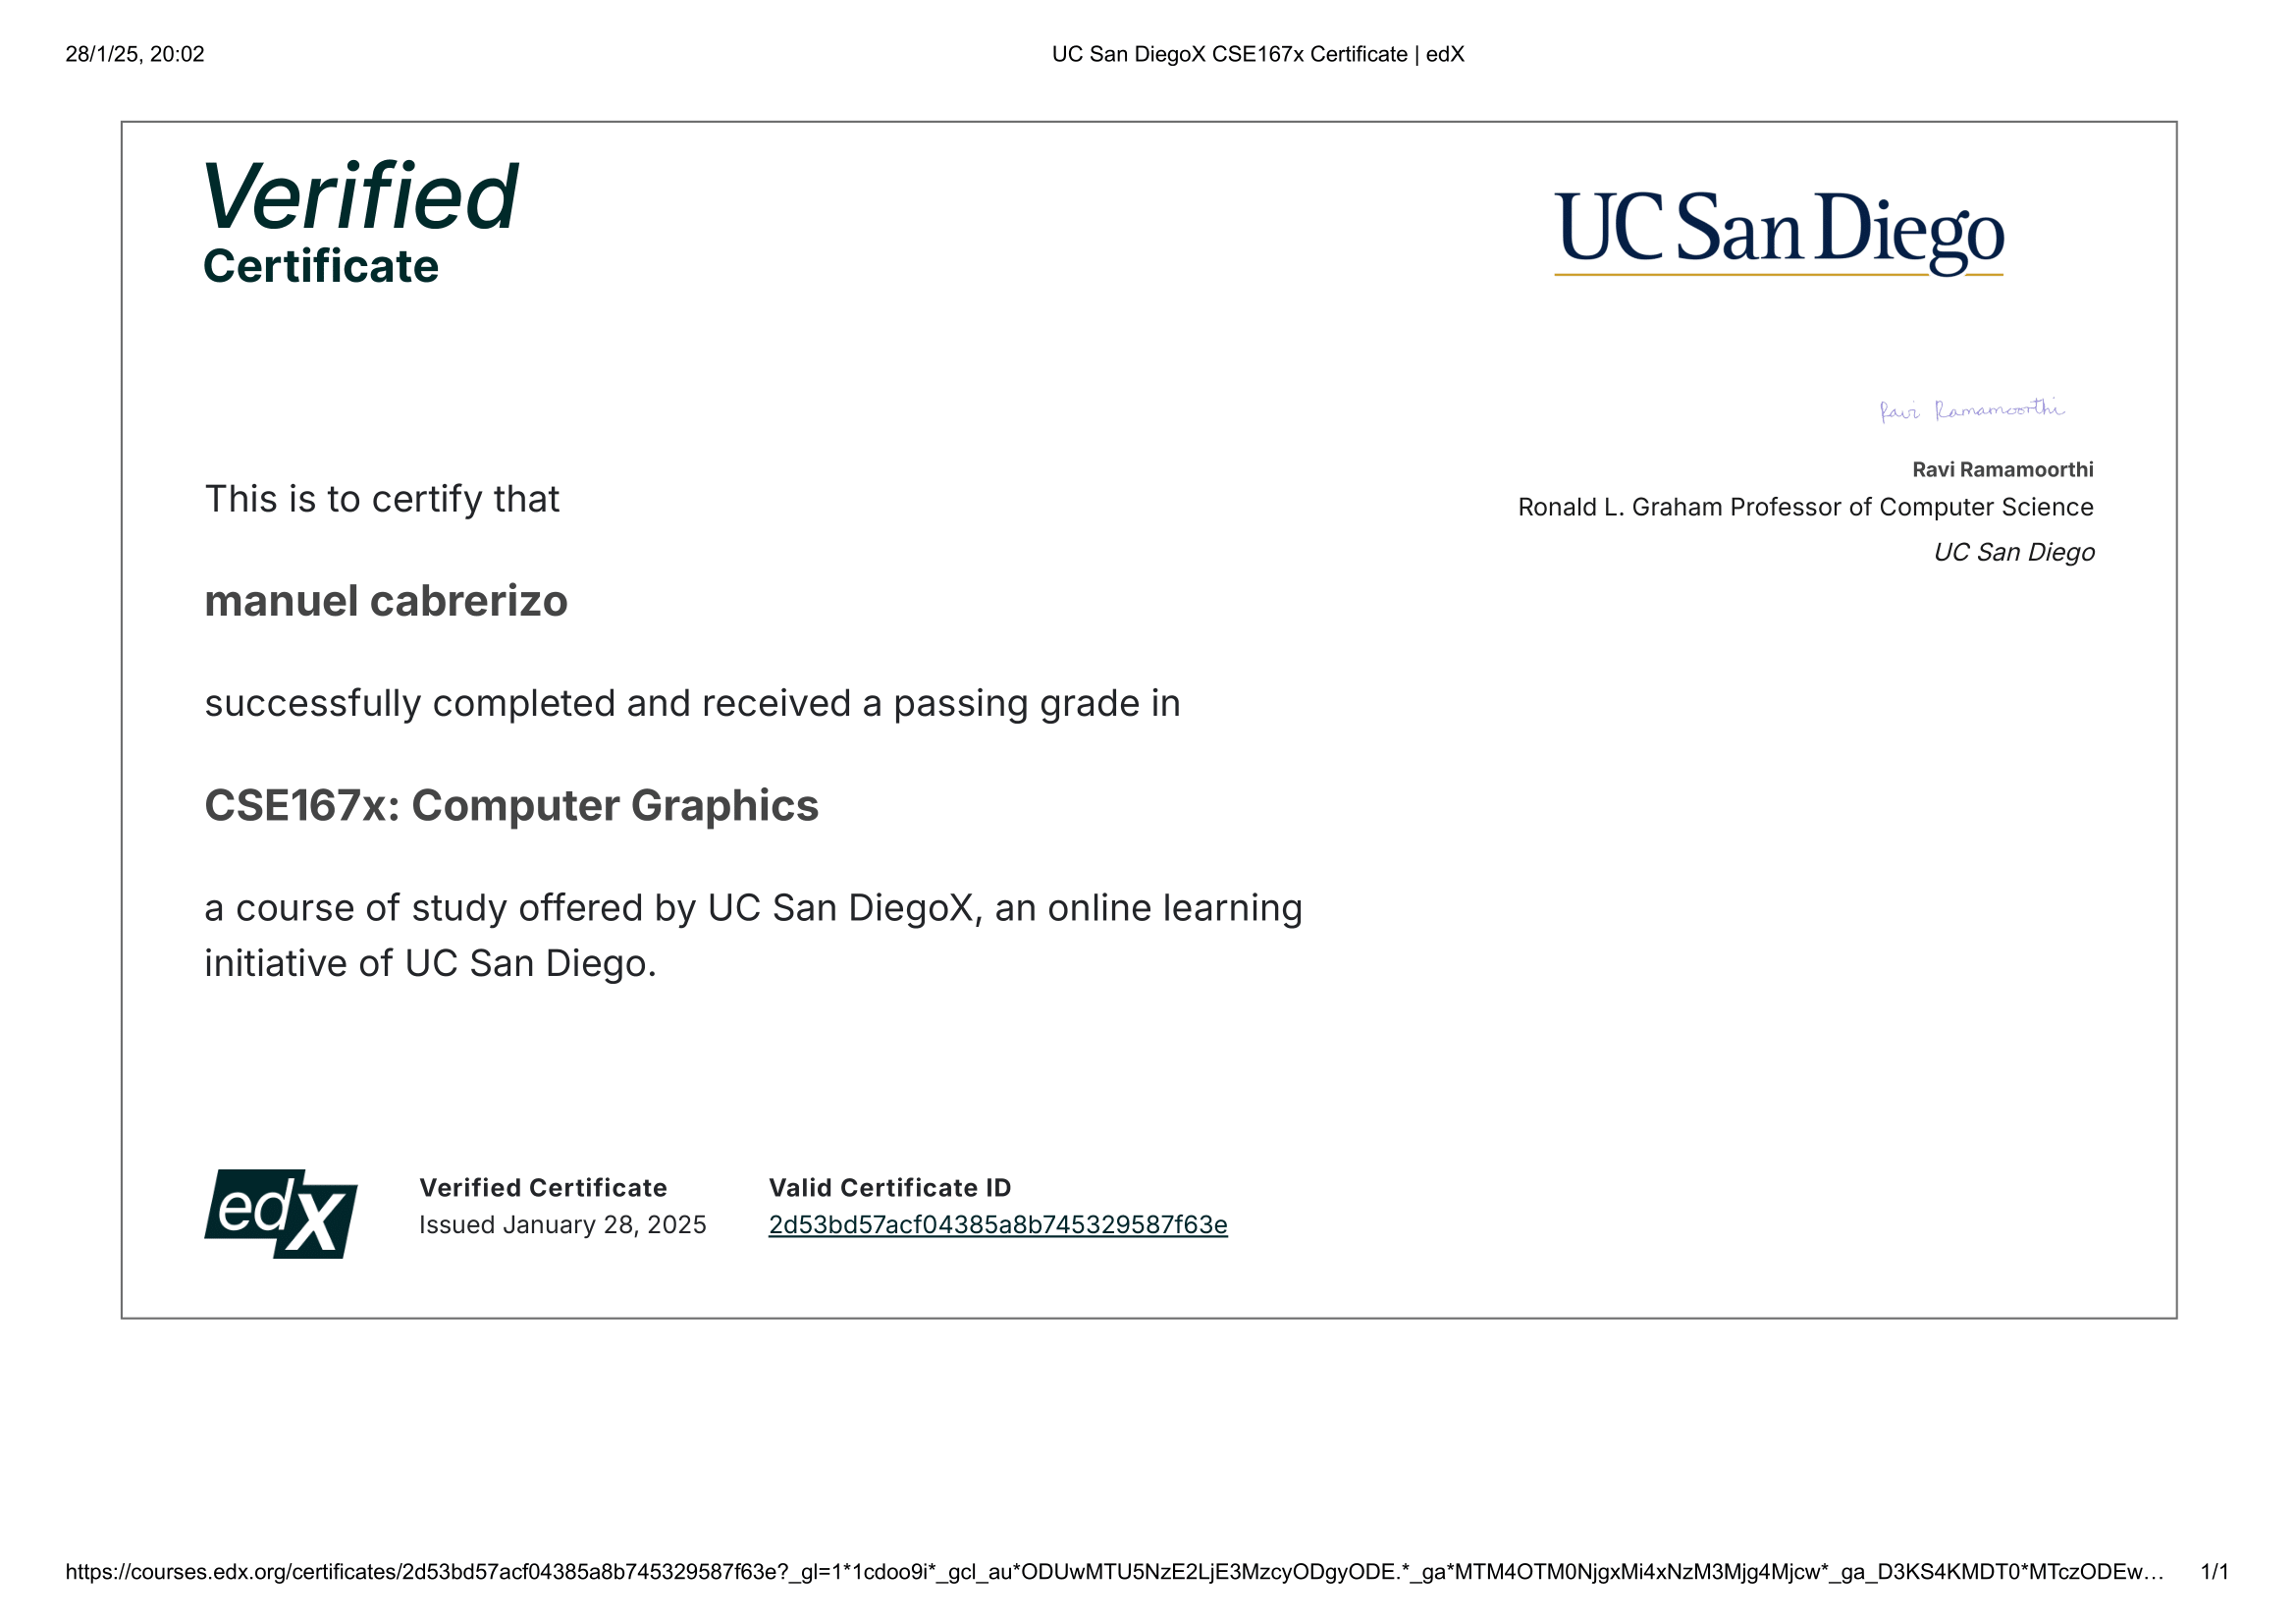 28/1/25, 20:02
UC San DiegoX CSE167x Certificate | edX
Verified
Certificate
UC San Diego
Ravi Ramamoorthi
Ravi Ramamoorthi
Ronald L. Graham Professor of Computer Science
UC San Diego
This is to certify that
manuel cabrerizo
successfully completed and received a passing grade in
CSE167x: Computer Graphics
a course of study offered by UC San DiegoX, an online learning
initiative of UC San Diego.
edX
Verified Certificate
Issued January 28, 2025
Valid Certificate ID
2d53bd57acf04385a8b745329587f63e
https://courses.edx.org/certificates/2d53bd57acf04385a8b745329587f63e?_gl=1*1cdoo9i*_gcl_au*ODUwMTU5NzE2LjE3MzcyODgyODE.*_ga*MTM4OTM0NjgxMi4xNzM3Mjg4Mjcw*_ga_D3KS4KMDT0*MTczODEw…
1/1